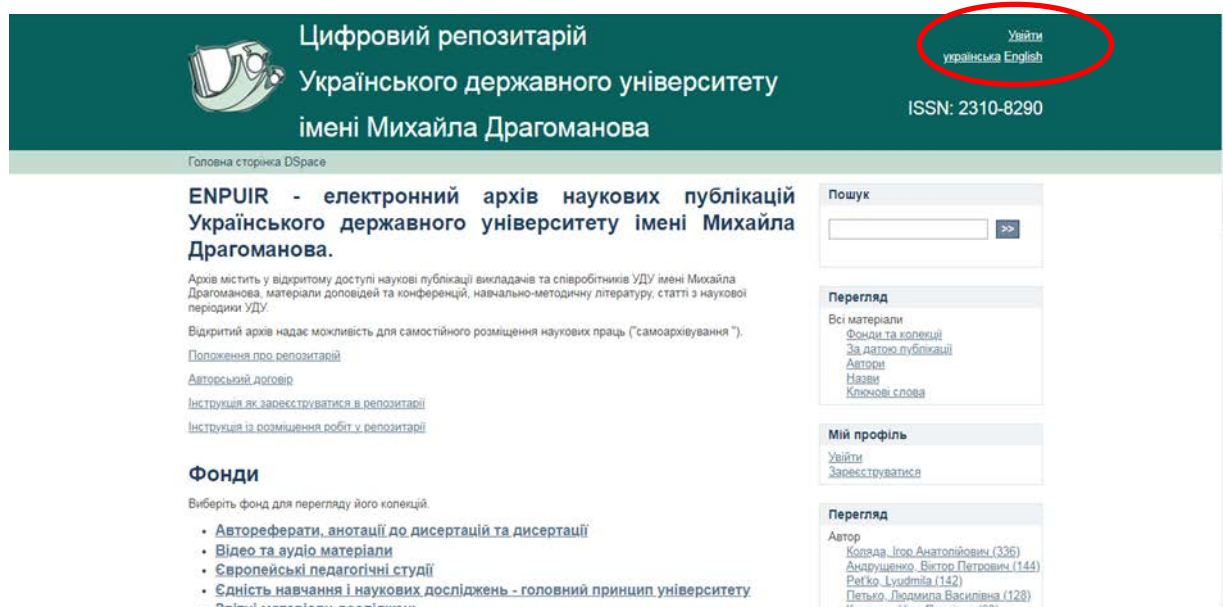 Цифровий репозитарій
Українського державного університету
імені Михайла Драгоманова
Увійти
українська English
ISSN: 2310-8290
Головна сторінка DSpace
ENPUIR - електронний архів наукових публікацій
Українського державного університету імені Михайла
Драгоманова.
Архів містить у відкритому доступі наукові публікації викладачів та співробітників УДУ імені Михайла
Драгоманова, матеріали доповідей та конференцій, навчально-методичну літературу, статті з наукової
періодики УДУ.
Відкритий архів надає можливість для самостійного розміщення наукових праць ("самоархівування ").
Положення про репозитарій
Авторський договір
Інструкція як зареєструватися в репозитарії
Інструкція із розміщення робіт у репозитарії
Фонди
Виберіть фонд для перегляду його колекцій.
Автореферати, анотації до дисертацій та дисертації
Відео та аудіо матеріали
Європейські педагогічні студії
Єдність навчання і наукових досліджень - головний принцип університету
Пошук
>>
Перегляд
Всі матеріали
Фонди та колекції
За датою публікації
Автори
Назви
Ключові слова
Мій профіль
Увійти
Зареєструватися
Перегляд
Автор
Коляда, Ігор Анатолійович (336)
Андрущенко, Віктор Петрович (144)
Pet'ko, Lyudmila (142)
Петько, Людмила Василівна (128)